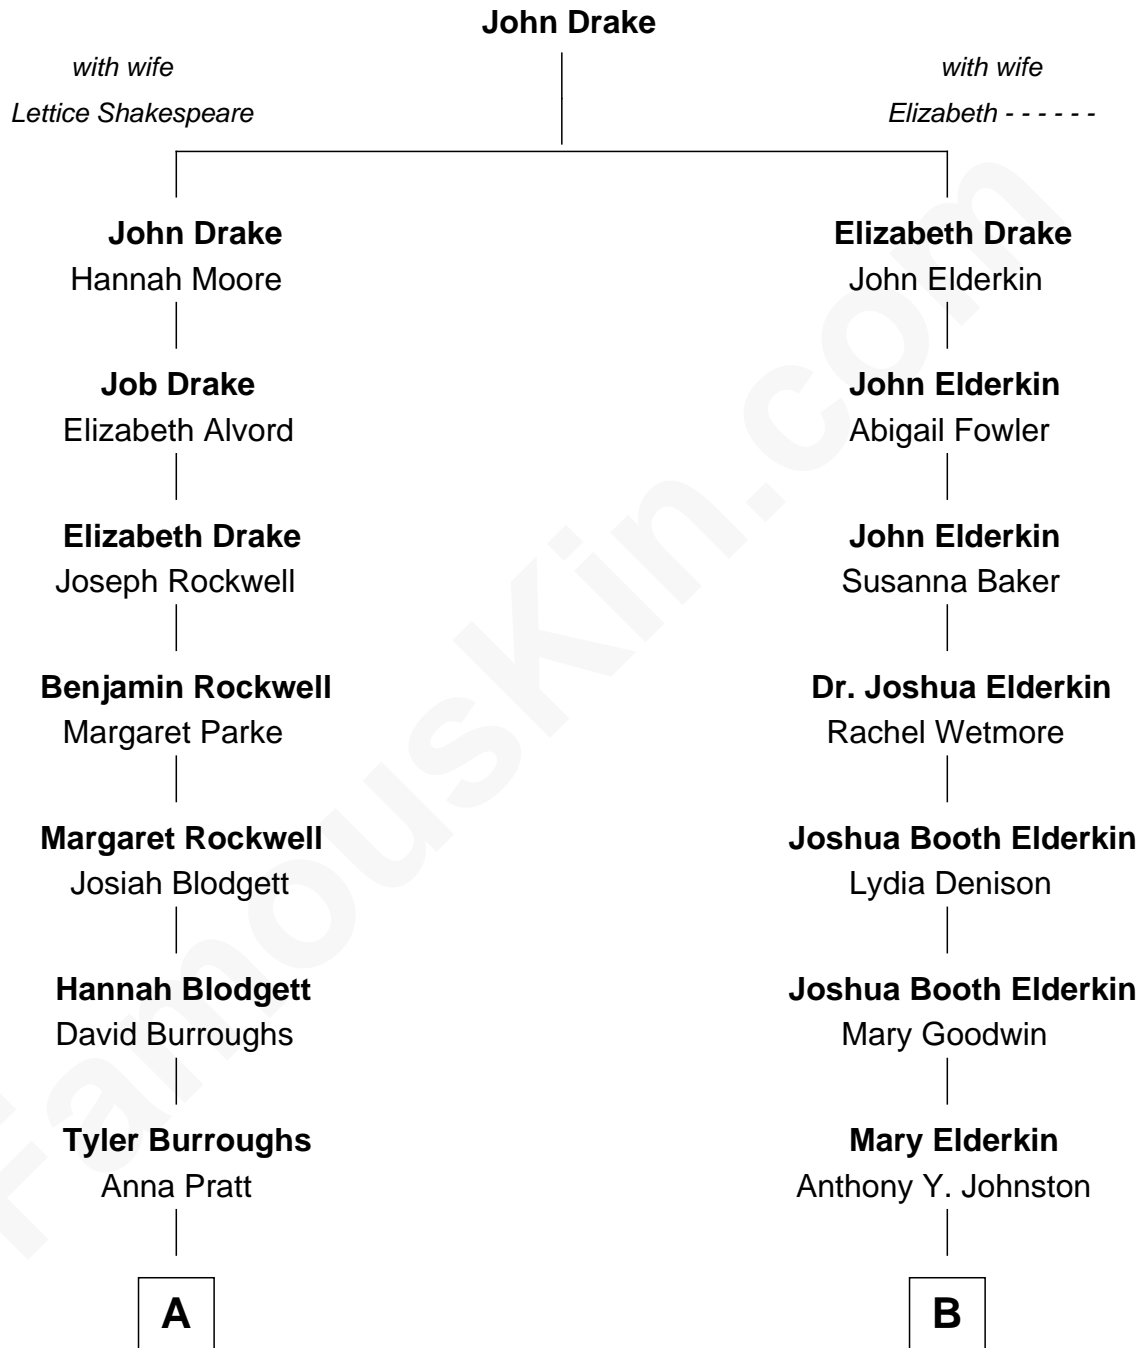 John Drake
with wife
Lettice Shakespeare
with wife
Elizabeth - - - - - -
John Drake
Hannah Moore
Elizabeth Drake
John Elderkin
Job Drake
Elizabeth Alvord
John Elderkin
Abigail Fowler
Elizabeth Drake
Joseph Rockwell
John Elderkin
Susanna Baker
Benjamin Rockwell
Margaret Parke
Dr. Joshua Elderkin
Rachel Wetmore
Margaret Rockwell
Josiah Blodgett
Joshua Booth Elderkin
Lydia Denison
Hannah Blodgett
David Burroughs
Joshua Booth Elderkin
Mary Goodwin
Tyler Burroughs
Anna Pratt
Mary Elderkin
Anthony Y. Johnston
A
B
FamousKin.com